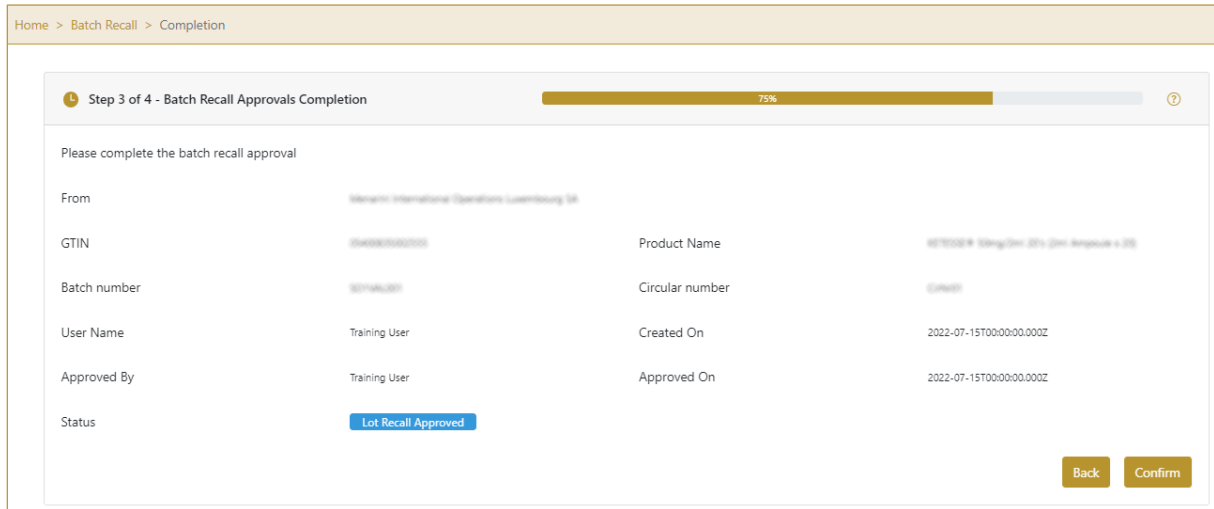 Home > Batch Recall > Completion
Step 3 of 4 - Batch Recall Approvals Completion 75% ?
Please complete the batch recall approval
From
GTIN Product Name
Batch number Circular number
User Name Training User Created On 2022-07-15T00:00:00.000Z
Approved By Training User Approved On 2022-07-15T00:00:00.000Z
Status Lot Recall Approved
Back Confirm